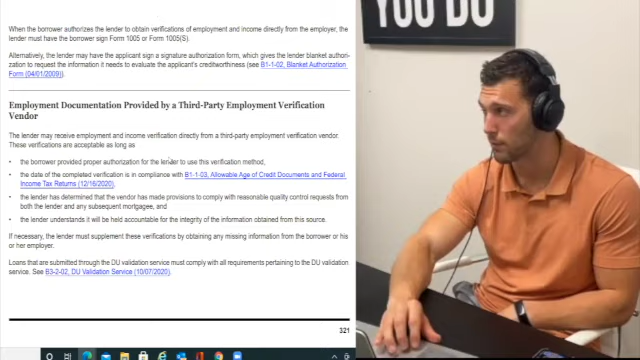 When the borrower authorizes the lender to obtain verifications of employment and income directly from the employer, the
lender must have the borrower sign Form 1005 or Form 1005(S).
Alternatively, the lender may have the applicant sign a signature authorization form, which gives the lender blanket authori-
zation to request the information it needs to evaluate the applicant's creditworthiness (see B1-1-02, Blanket Authorization
Form (04/01/2009)).
Employment Documentation Provided by a Third-Party Employment Verification
Vendor
The lender may receive employment and income verification directly from a third-party employment verification vendor.
These verifications are acceptable as long as
• the borrower provided proper authorization for the lender to use this verification method,
• the date of the completed verification is in compliance with B1-1-03, Allowable Age of Credit Documents and Federal
Income Tax Returns (12/16/2020),
• the lender has determined that the vendor has made provisions to comply with reasonable quality control requests from
both the lender and any subsequent mortgagee, and
• the lender understands it will be held accountable for the integrity of the information obtained from this source.
If necessary, the lender must supplement these verifications by obtaining any missing information from the borrower or his
or her employer.
Loans that are submitted through the DU validation service must comply with all requirements pertaining to the DU validation
service. See B3-2-02, DU Validation Service (10/07/2020).
321
YOU DO